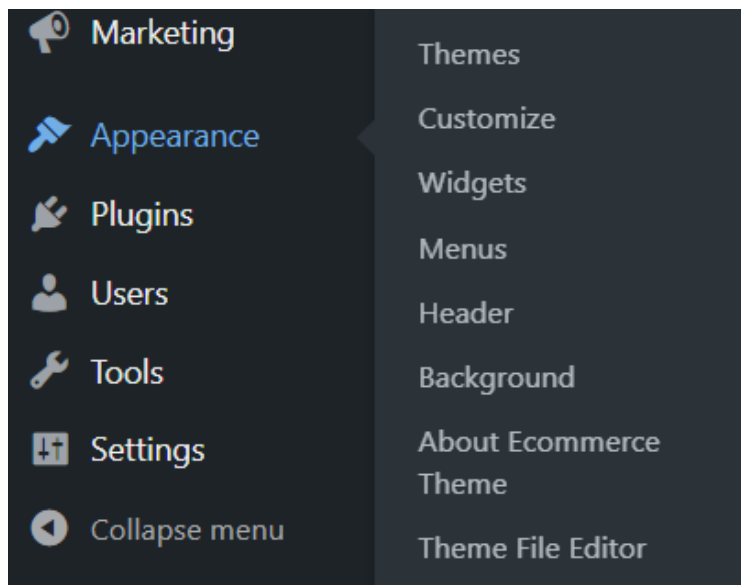 Marketing
Appearance
Plugins
Users
Tools
Settings
Collapse menu
Themes
Customize
Widgets
Menus
Header
Background
About Ecommerce
Theme
Theme File Editor